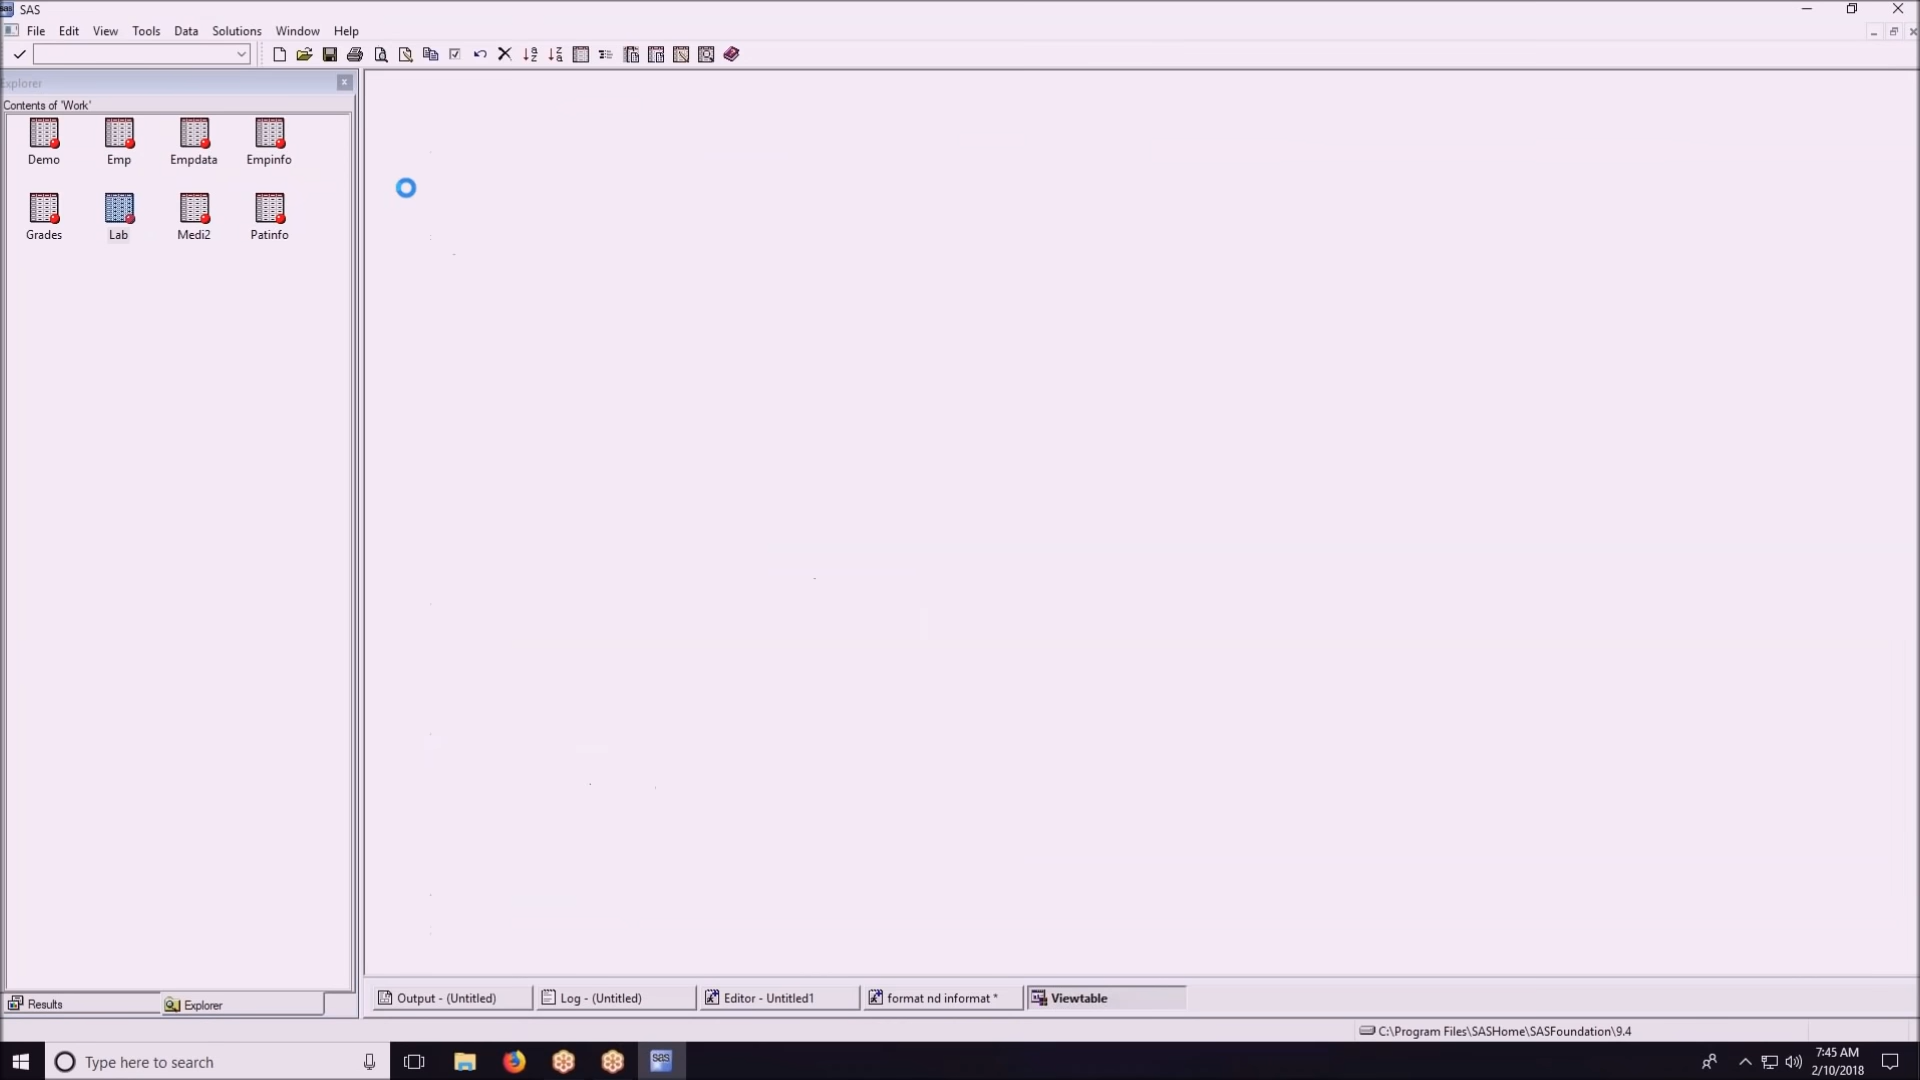 SAS
File Edit View Tools Data Solutions Window Help
Explorer
Contents of 'Work'
Demo Emp Empdata Empinfo
Grades Lab Medi2 Patinfo
Results Explorer
Output - (Untitled) Log - (Untitled) Editor - Untitled1 format nd informat * Viewtable
C:\Program Files\SASHome\SASFoundation\9.4
Type here to search
sas
7:45 AM
2/10/2018